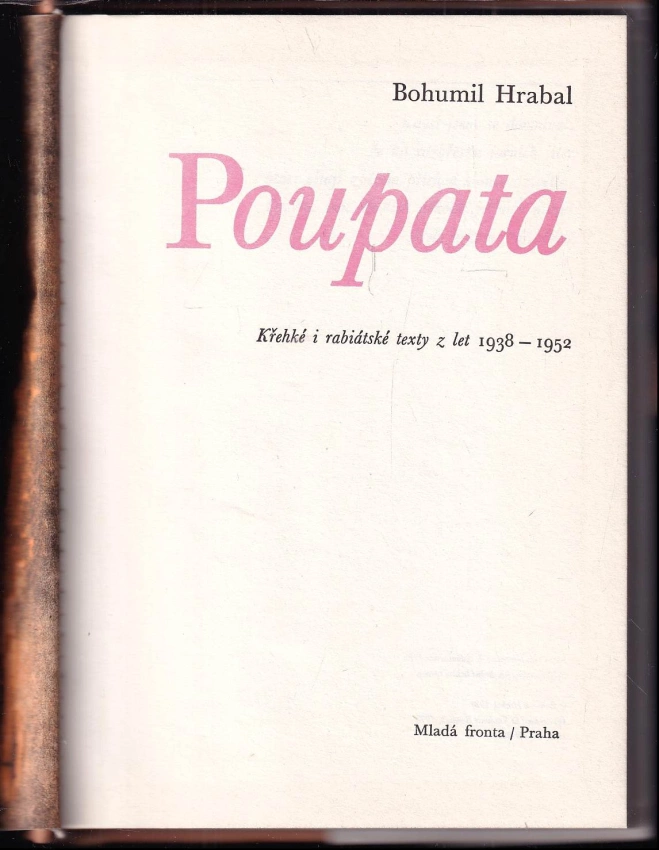 Bohumil Hrabal
Poupata
Křehké i rabiátské texty z let 1938 – 1952
Mladá fronta / Praha